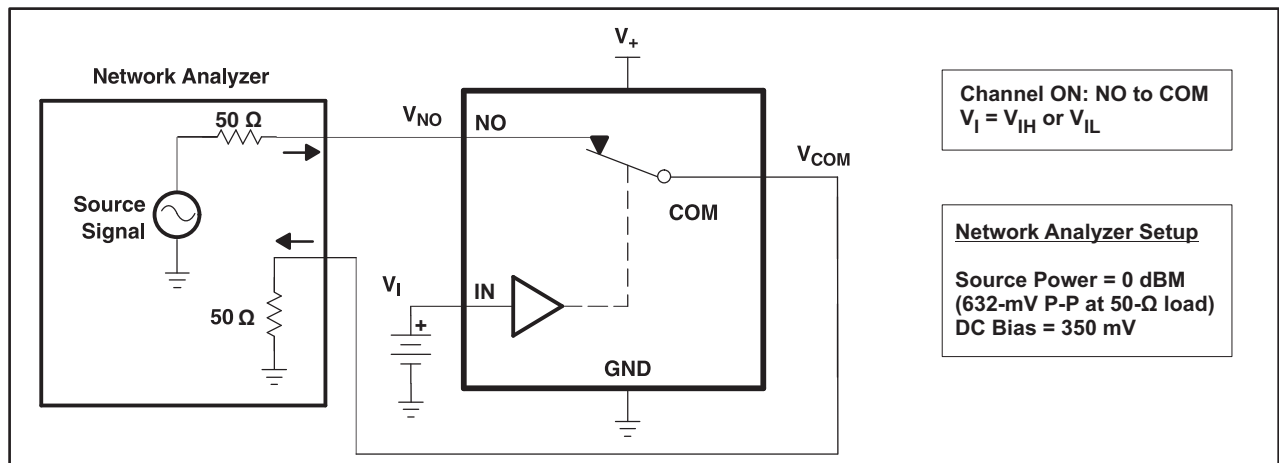 Network Analyzer
50 Ω
Source
Signal
50 Ω
V+
VNO
NO
VCOM
COM
VI
IN
+
GND
Channel ON: NO to COM
VI = VIH or VIL
Network Analyzer Setup
Source Power = 0 dBM
(632-mV P-P at 50-Ω load)
DC Bias = 350 mV